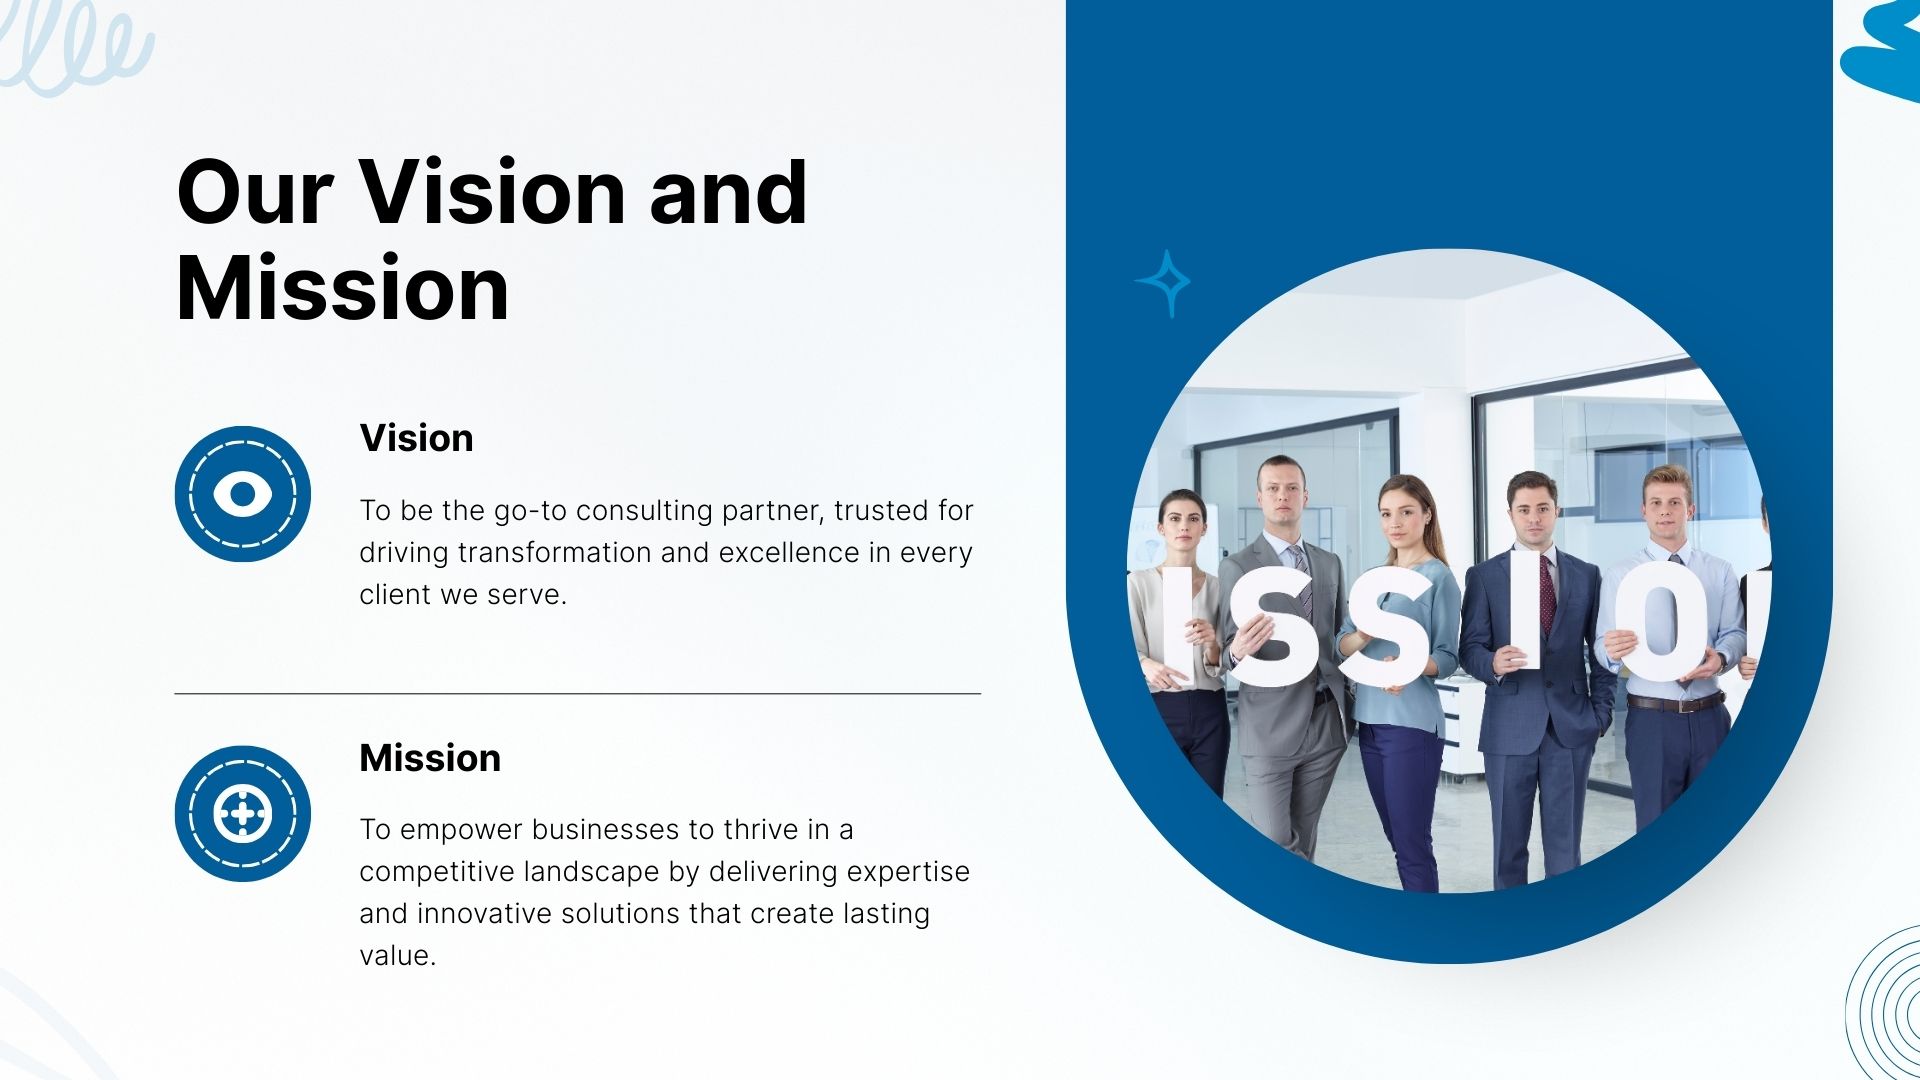 Our Vision and
Mission
Vision
To be the go-to consulting partner, trusted for
driving transformation and excellence in every
client we serve.
Mission
To empower businesses to thrive in a
competitive landscape by delivering expertise
and innovative solutions that create lasting
value.
ISSIO